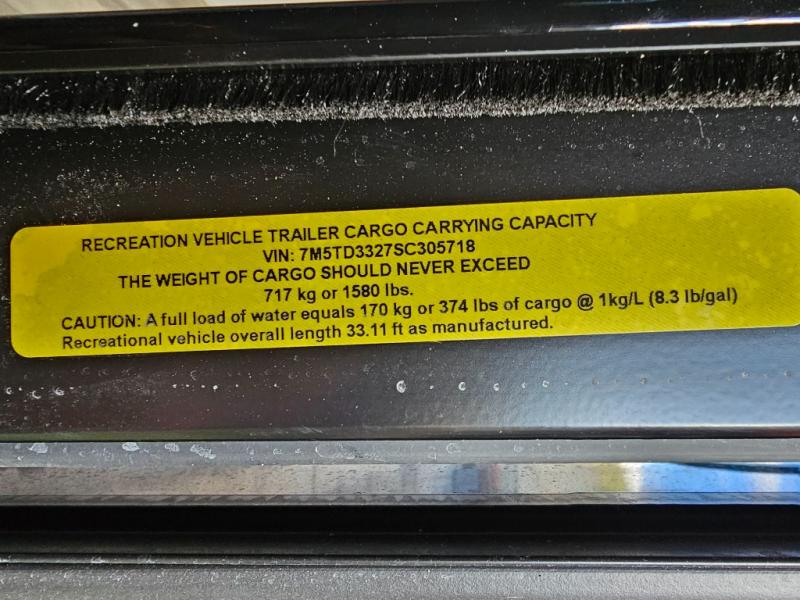 RECREATION VEHICLE TRAILER CARGO CARRYING CAPACITY
VIN: 7M5TD3327SC305718
THE WEIGHT OF CARGO SHOULD NEVER EXCEED
717 kg or 1580 lbs.
CAUTION: A full load of water equals 170 kg or 374 lbs of cargo @ 1kg/L (8.3 lb/gal)
Recreational vehicle overall length 33.11 ft as manufactured.